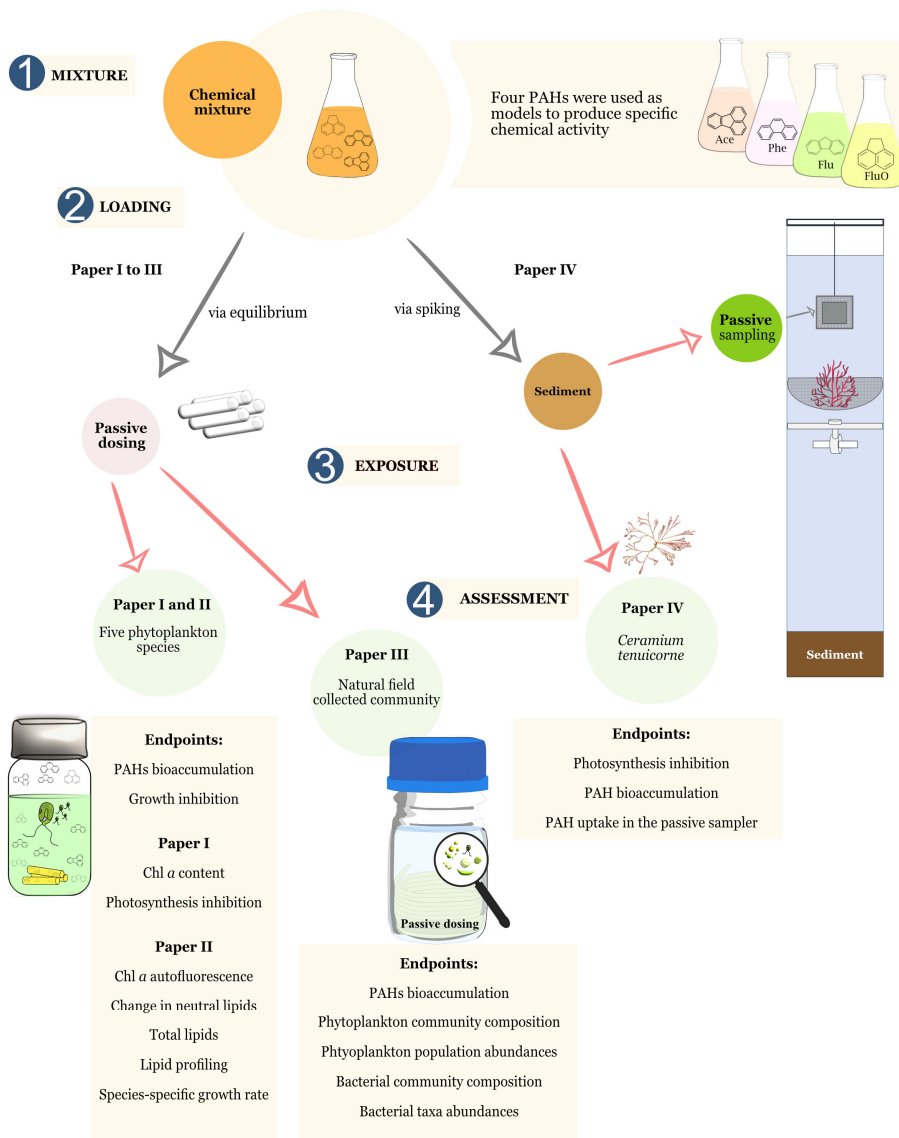 1 MIXTURE
Chemical
mixture
Four PAHs were used as
models to produce specific
chemical activity
Ace
Phe
Flu
FluO
2 LOADING
Paper I to III
Paper IV
via equilibrium
via spiking
Passive
sampling
Sediment
Passive
dosing
3 EXPOSURE
4 ASSESSMENT
Paper I and II
Five phytoplankton
species
Paper III
Natural field
collected community
Paper IV
Ceramium
tenuicorne
Sediment
Endpoints:
PAHs bioaccumulation
Growth inhibition
Paper I
Chl a content
Photosynthesis inhibition
Paper II
Chl a autofluorescence
Change in neutral lipids
Total lipids
Lipid profiling
Species-specific growth rate
Passive dosing
Endpoints:
PAHs bioaccumulation
Phytoplankton community composition
Phtyoplankton population abundances
Bacterial community composition
Bacterial taxa abundances
Endpoints:
Photosynthesis inhibition
PAH bioaccumulation
PAH uptake in the passive sampler